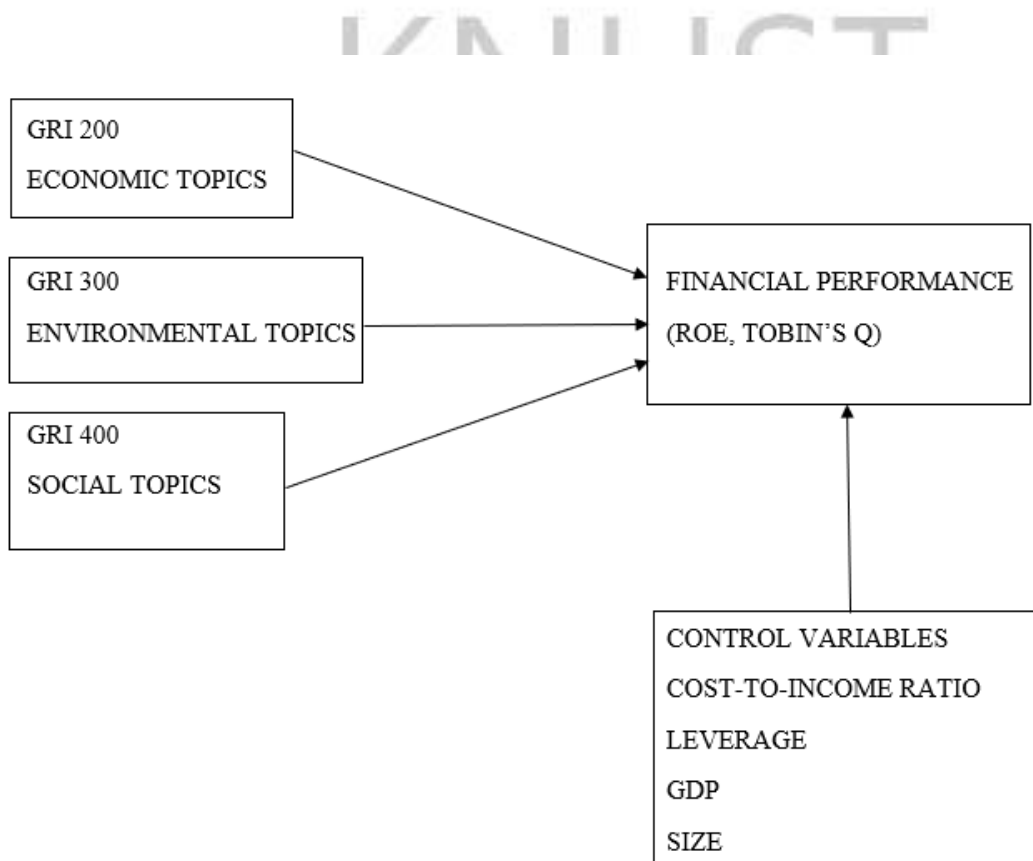 KNUST
GRI 200
ECONOMIC TOPICS
GRI 300
ENVIRONMENTAL TOPICS
GRI 400
SOCIAL TOPICS
FINANCIAL PERFORMANCE
(ROE, TOBIN’S Q)
CONTROL VARIABLES
COST-TO-INCOME RATIO
LEVERAGE
GDP
SIZE